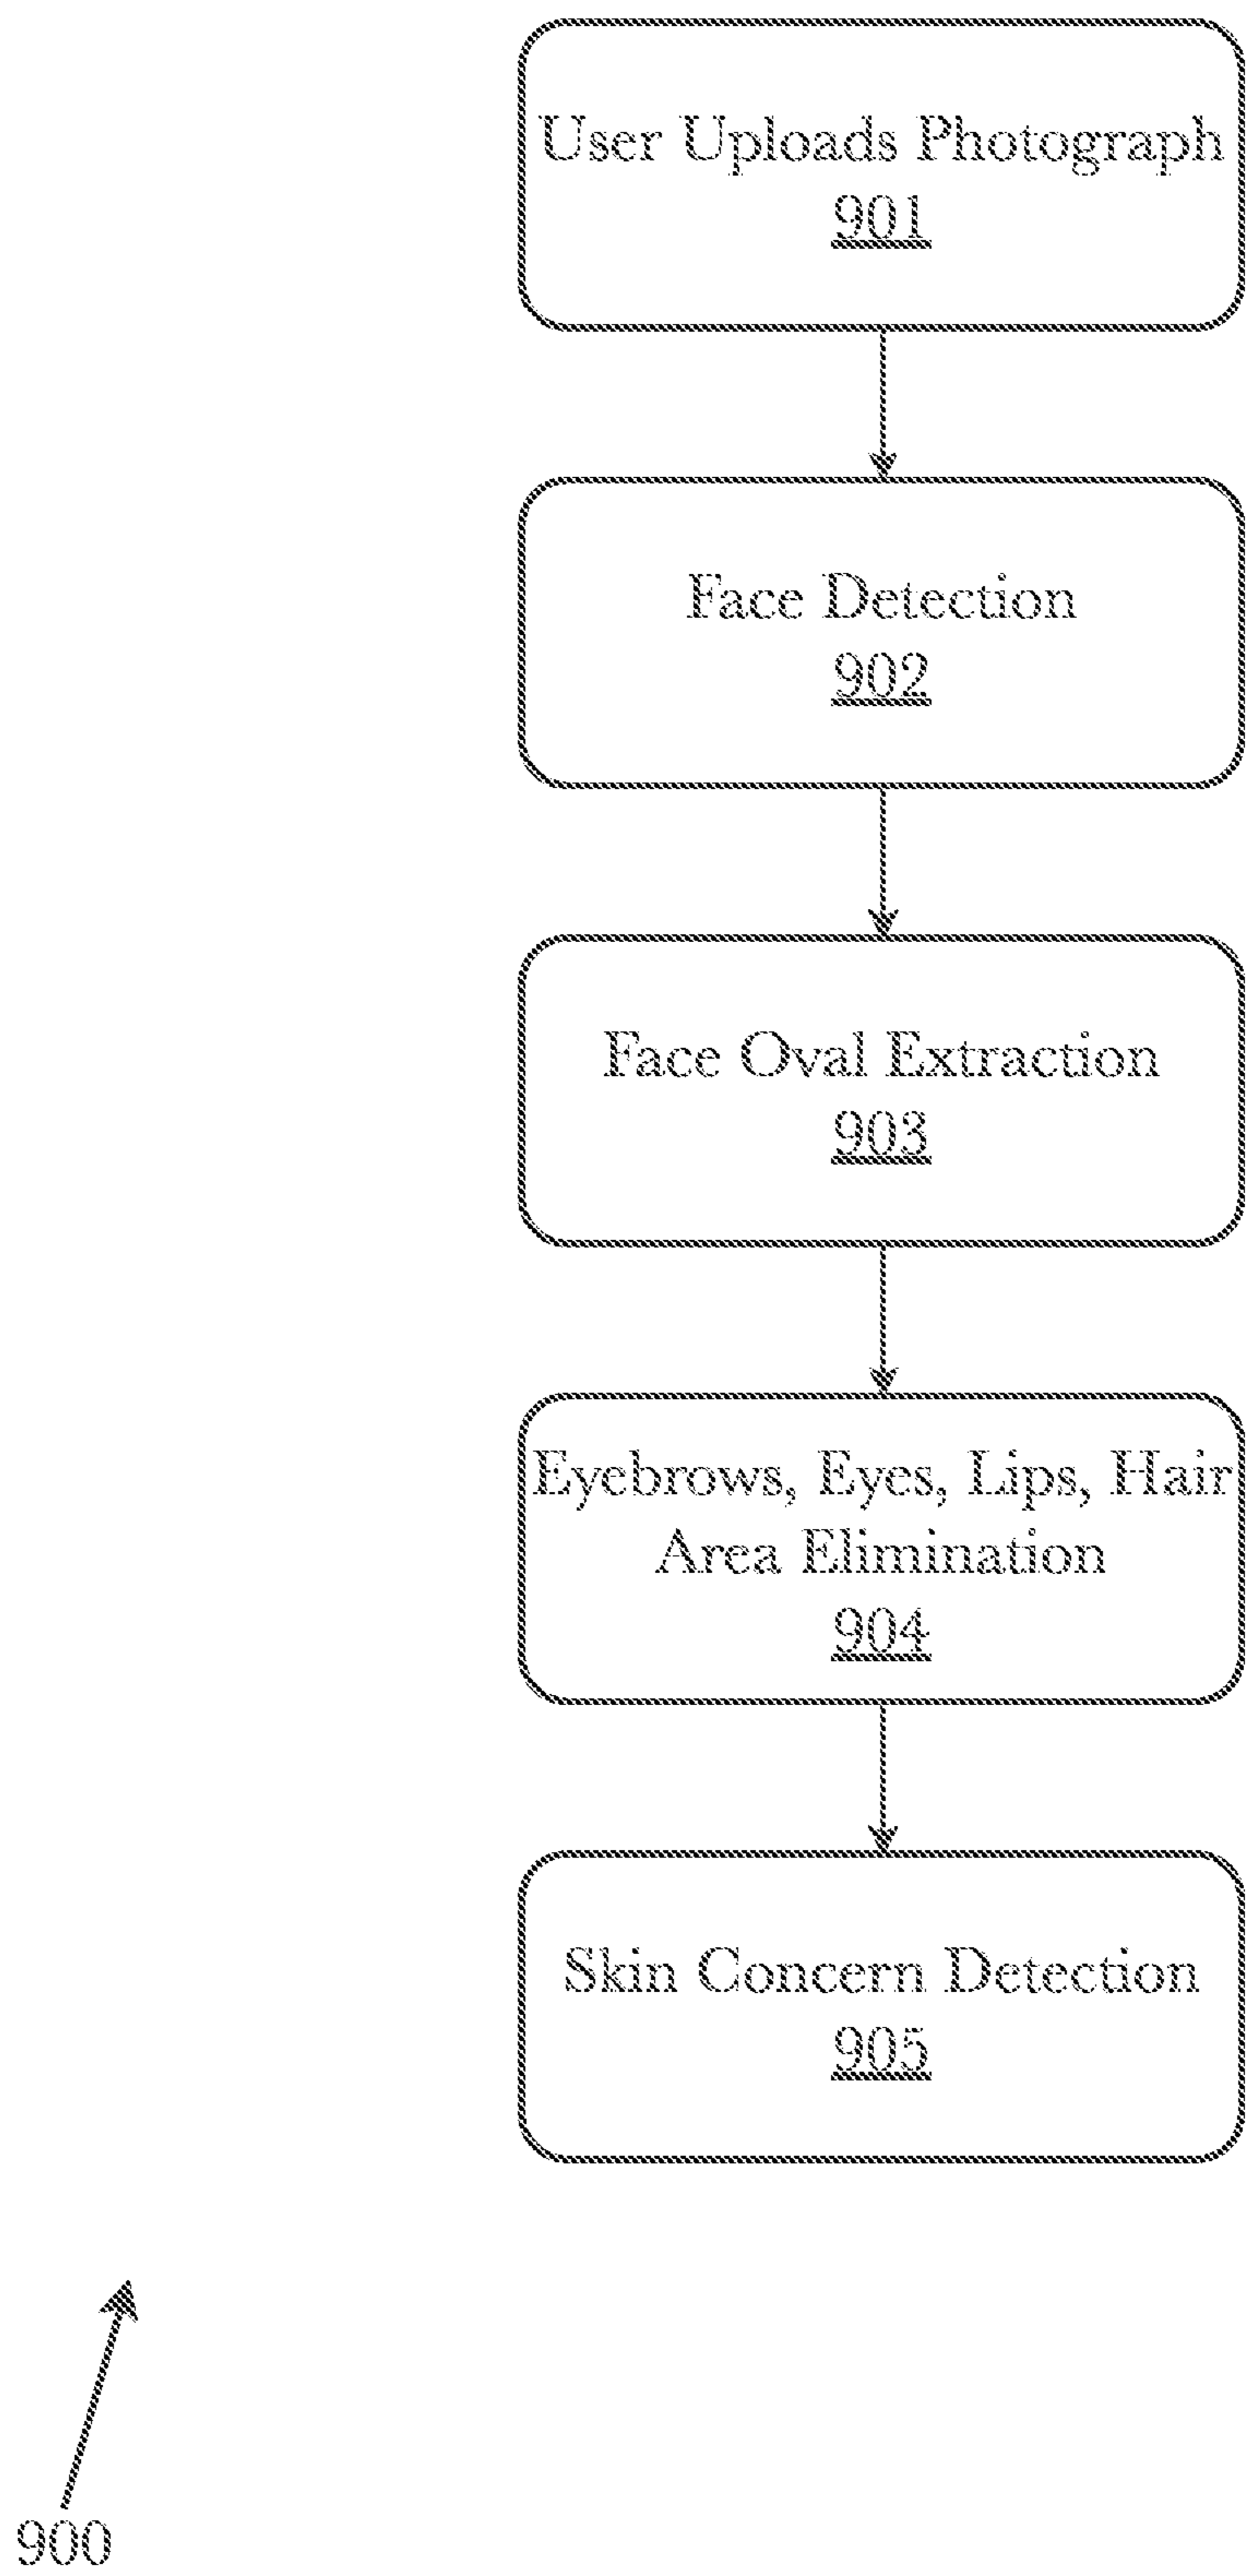 User Uploads Photograph
901
Face Detection
902
Face Oval Extraction
903
Eyebrows, Eyes, Lips, Hair
Area Elimination
904
Skin Concern Detection
905
900